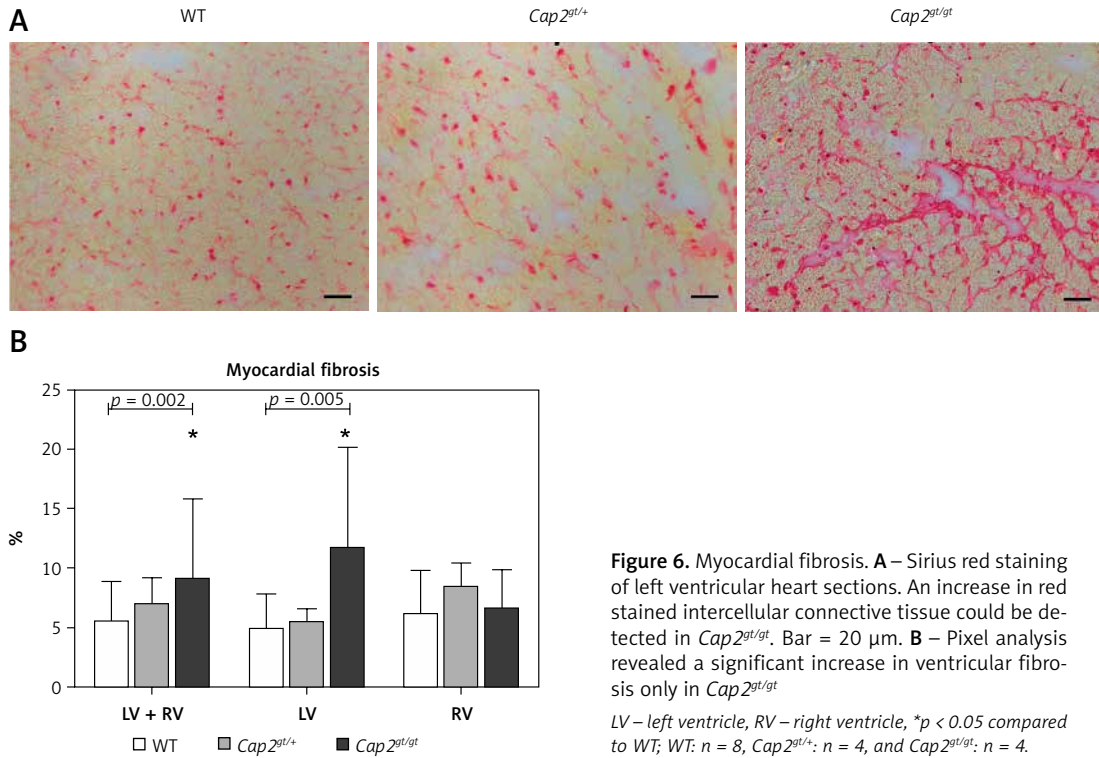 A
WT
Cap2gt/+
Cap2gt/gt
B
Myocardial fibrosis
25
20
15
10
5
0
%
p = 0.002
*
p = 0.005
*
LV + RV
LV
RV
WT
Cap2gt/+
Cap2gt/gt
Figure 6. Myocardial fibrosis. A – Sirius red staining
of left ventricular heart sections. An increase in red
stained intercellular connective tissue could be de-
tected in Cap2gt/gt. Bar = 20 μm. B – Pixel analysis
revealed a significant increase in ventricular fibro-
sis only in Cap2gt/gt
LV – left ventricle, RV – right ventricle, *p < 0.05 compared
to WT; WT: n = 8, Cap2gt/+: n = 4, and Cap2gt/gt: n = 4.